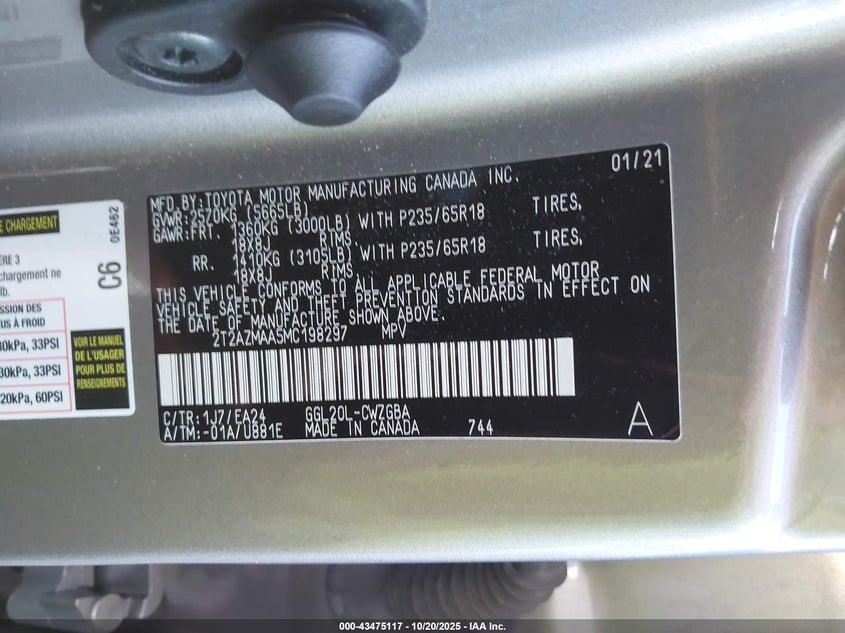 E CHARGEMENT
0E462
ÈRE 3
chargement ne
lb.
C6
SSION DES
US À FROID
30kPa, 33PSI
30kPa, 33PSI
20kPa, 60PSI
VOIR LE MANUEL
DE L'USAGER
POUR PLUS DE
RENSEIGNEMENTS
01/21
MFD.BY:TOYOTA MOTOR MANUFACTURING CANADA INC.
GVWR:2570KG (5665LB)
GAWR:FRT. 1360KG (3000LB) WITH P235/65R18 TIRES,
18X8J RIMS,
RR. 1410KG (3105LB) WITH P235/65R18 TIRES,
18X8J RIMS,
THIS VEHICLE CONFORMS TO ALL APPLICABLE FEDERAL MOTOR
VEHICLE SAFETY AND THEFT PREVENTION STANDARDS IN EFFECT ON
THE DATE OF MANUFACTURE SHOWN ABOVE.
2T2AZMAA5MC198297 MPV
C/TR:1J7/EA24 GGL20L-CWZGBA
A/TM:-01A/U881E MADE IN CANADA 744
A
000-43475117 - 10/20/2025 - IAA Inc.